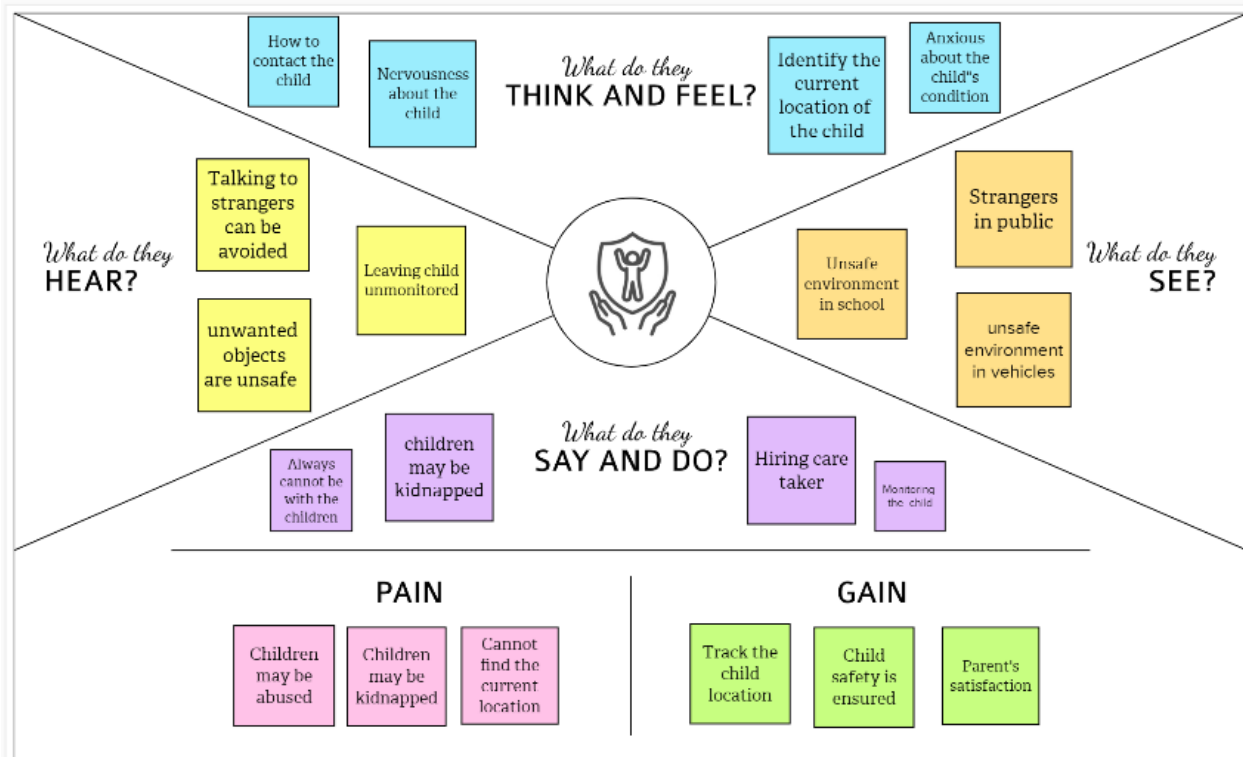 How to
contact the
child
Nervousness
about the
child
What do they
THINK AND FEEL?
Identify the
current
location of
the child
Anxious
about the
child"s
condition
What do they
HEAR?
Talking to
strangers
can be
avoided
Leaving child
unmonitored
unwanted
objects
are unsafe
Strangers
in public
Unsafe
environment
in school
unsafe
environment
in vehicles
What do they
SEE?
Always
cannot be
with the
children
children
may be
kidnapped
What do they
SAY AND DO?
Hiring care
taker
Monitoring
the child
PAIN
Children
may be
abused
Children
may be
kidnapped
Cannot
find the
current
location
GAIN
Track the
child
location
Child
safety is
ensured
Parent's
satisfaction